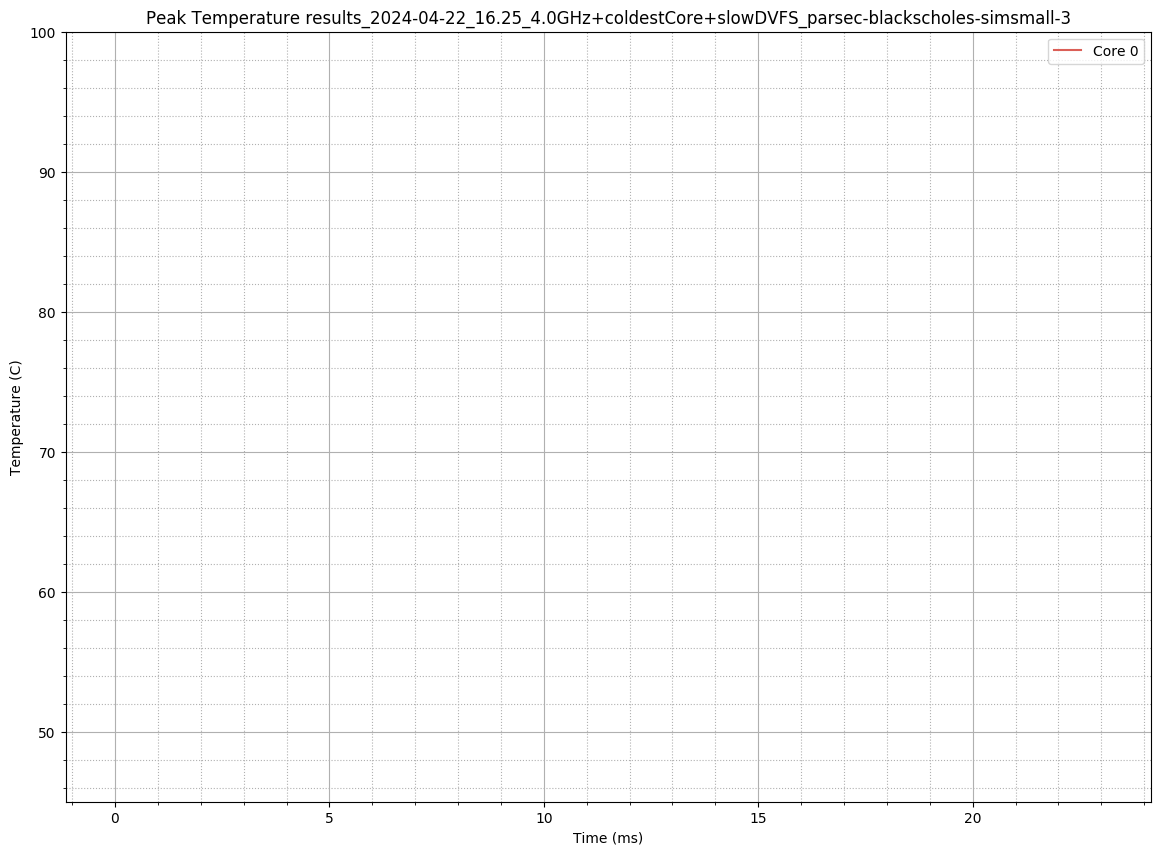 Peak Temperature results_2024-04-22_16.25_4.0GHz+coldestCore+slowDVFS_parsec-blackscholes-simsmall-3
Core 0
100
90
80
70
60
50
Temperature (C)
0 5 10 15 20
Time (ms)